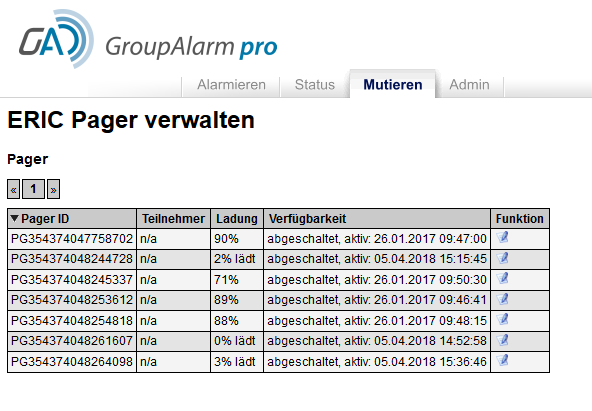 GAD GroupAlarm pro
Alarmieren Status Mutieren Admin
ERIC Pager verwalten
Pager
« 1 »
Pager ID Teilnehmer Ladung Verfügbarkeit Funktion
PG354374047758702 n/a 90% abgeschaltet, aktiv: 26.01.2017 09:47:00
PG354374048244728 n/a 2% lädt abgeschaltet, aktiv: 05.04.2018 15:15:45
PG354374048245337 n/a 71% abgeschaltet, aktiv: 26.01.2017 09:50:30
PG354374048253612 n/a 89% abgeschaltet, aktiv: 26.01.2017 09:46:41
PG354374048254818 n/a 88% abgeschaltet, aktiv: 26.01.2017 09:48:15
PG354374048261607 n/a 0% lädt abgeschaltet, aktiv: 05.04.2018 14:52:58
PG354374048264098 n/a 3% lädt abgeschaltet, aktiv: 05.04.2018 15:36:46